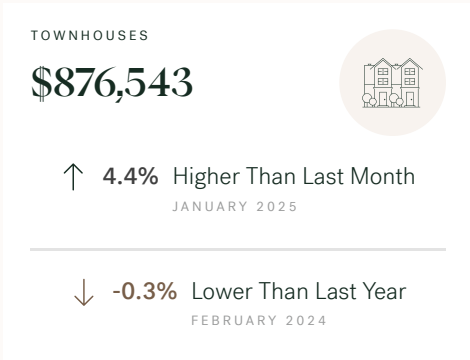 TOWNHOUSES
$876,543
4.4% Higher Than Last Month
JANUARY 2025
-0.3% Lower Than Last Year
FEBRUARY 2024